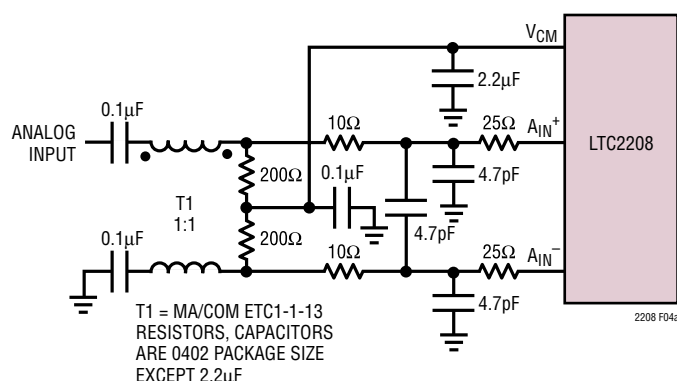 VCM
2.2µF
0.1µF
10Ω
25Ω
AIN+
ANALOG
INPUT
LTC2208
200Ω
0.1µF
4.7pF
T1
1:1
0.1µF
200Ω
4.7pF
10Ω
25Ω
AIN−
4.7pF
T1 = MA/COM ETC1-1-13
RESISTORS, CAPACITORS
ARE 0402 PACKAGE SIZE
EXCEPT 2.2µF
2208 F04a